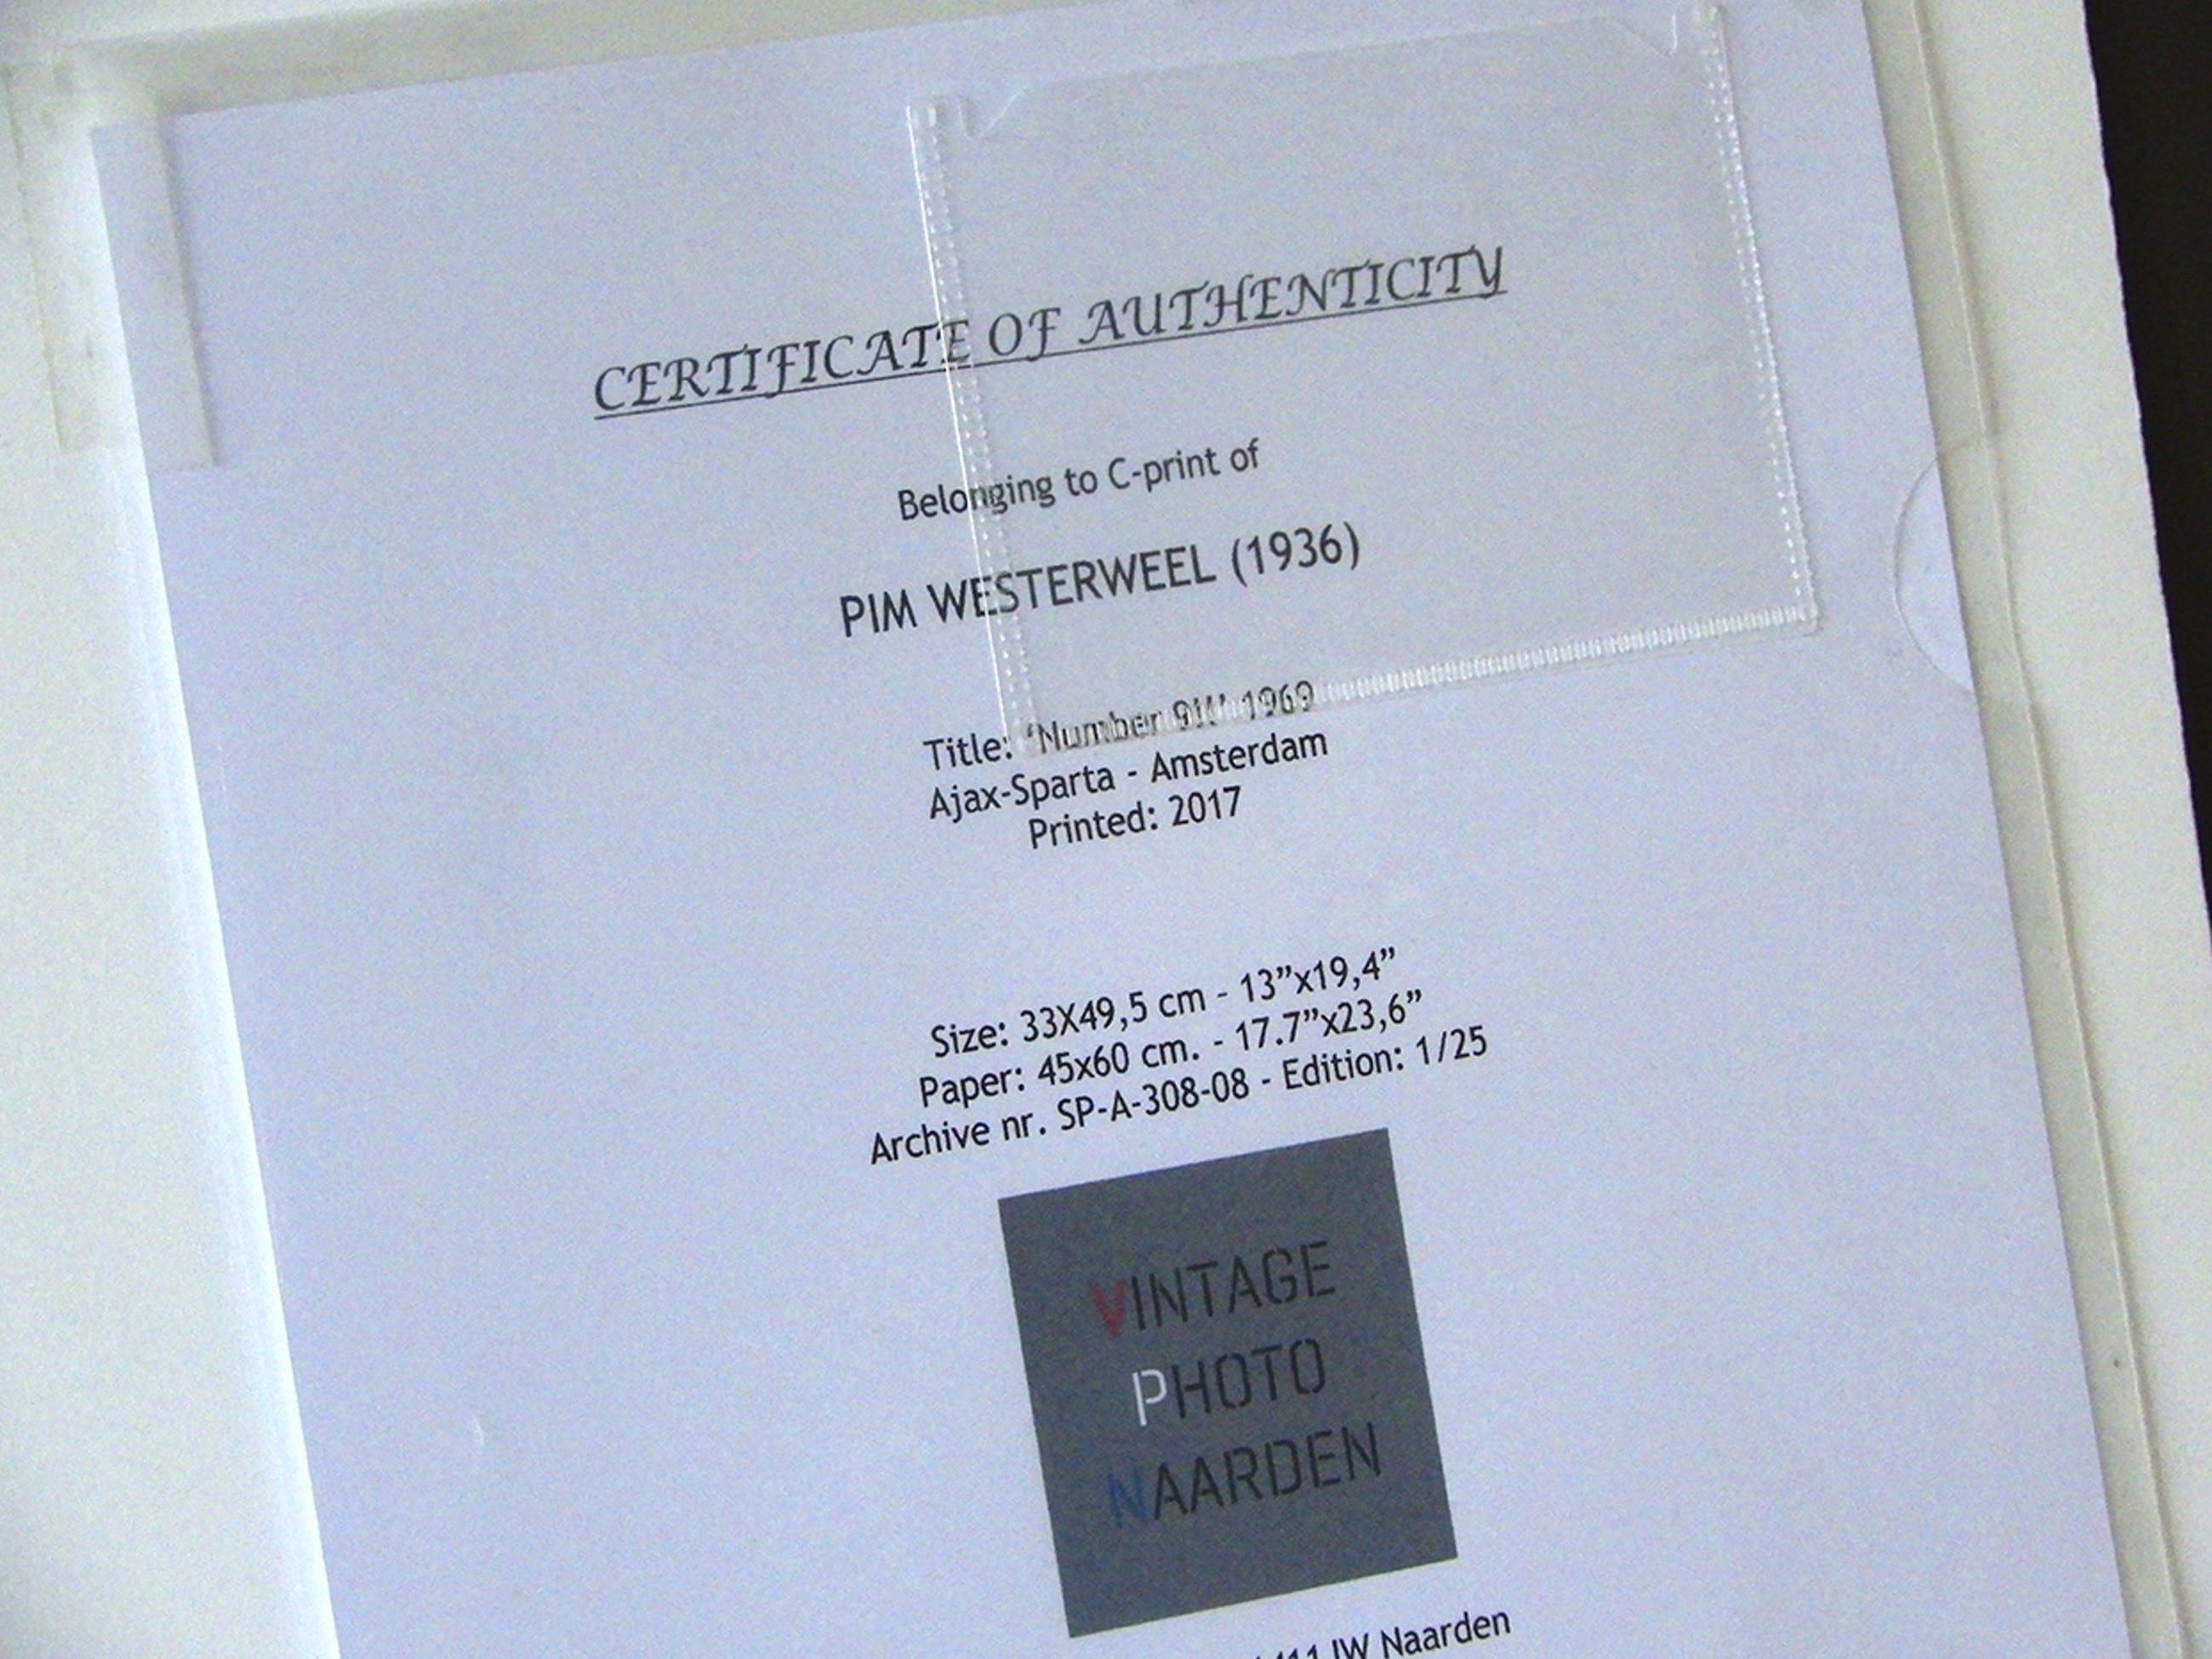 CERTIFICATE OF AUTHENTICITY
Belonging to C-print of
PIM WESTERWEEL (1936)
Title: ‘Number 9!!’ 1969
Ajax-Sparta - Amsterdam
Printed: 2017
Size: 33X49,5 cm - 13”x19,4”
Paper: 45x60 cm. - 17.7”x23,6”
Archive nr. SP-A-308-08 - Edition: 1/25
VINTAGE
PHOTO
NAARDEN
JW Naarden